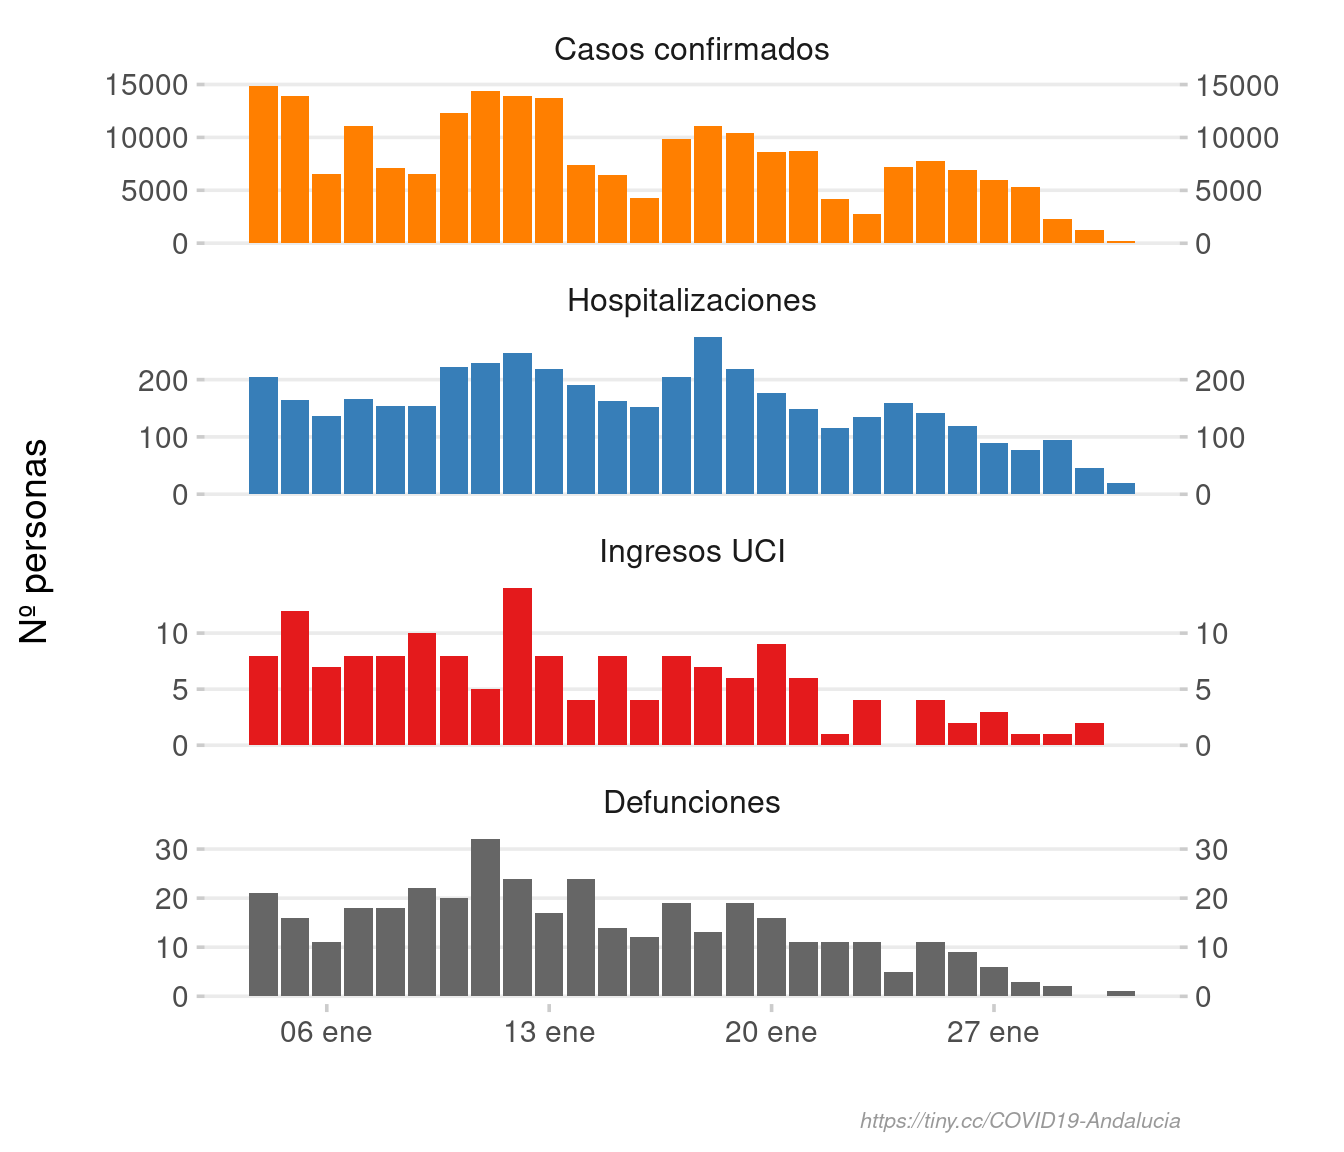 Casos confirmados
15000 15000
10000 10000
5000 5000
0 0
Hospitalizaciones
200 200
100 100
0 0
Nº personas
Ingresos UCI
10 10
5 5
0 0
Defunciones
30 30
20 20
10 10
0 0
06 ene 13 ene 20 ene 27 ene
https://tiny.cc/COVID19-Andalucia